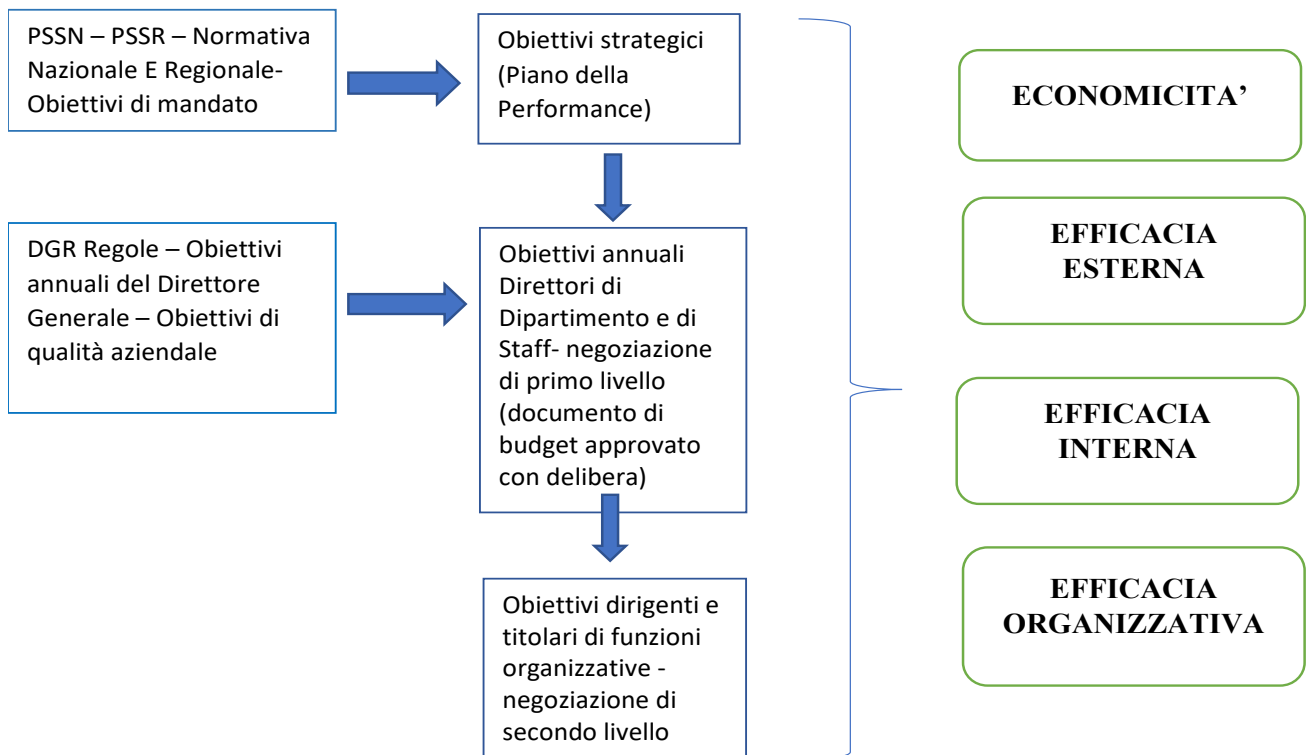 PSSN – PSSR – Normativa
Nazionale E Regionale-
Obiettivi di mandato
Obiettivi strategici
(Piano della
Performance)
DGR Regole – Obiettivi
annuali del Direttore
Generale – Obiettivi di
qualità aziendale
Obiettivi annuali
Direttori di
Dipartimento e di
Staff- negoziazione
di primo livello
(documento di
budget approvato
con delibera)
Obiettivi dirigenti e
titolari di funzioni
organizzative -
negoziazione di
secondo livello
ECONOMICITA’
EFFICACIA
ESTERNA
EFFICACIA
INTERNA
EFFICACIA
ORGANIZZATIVA